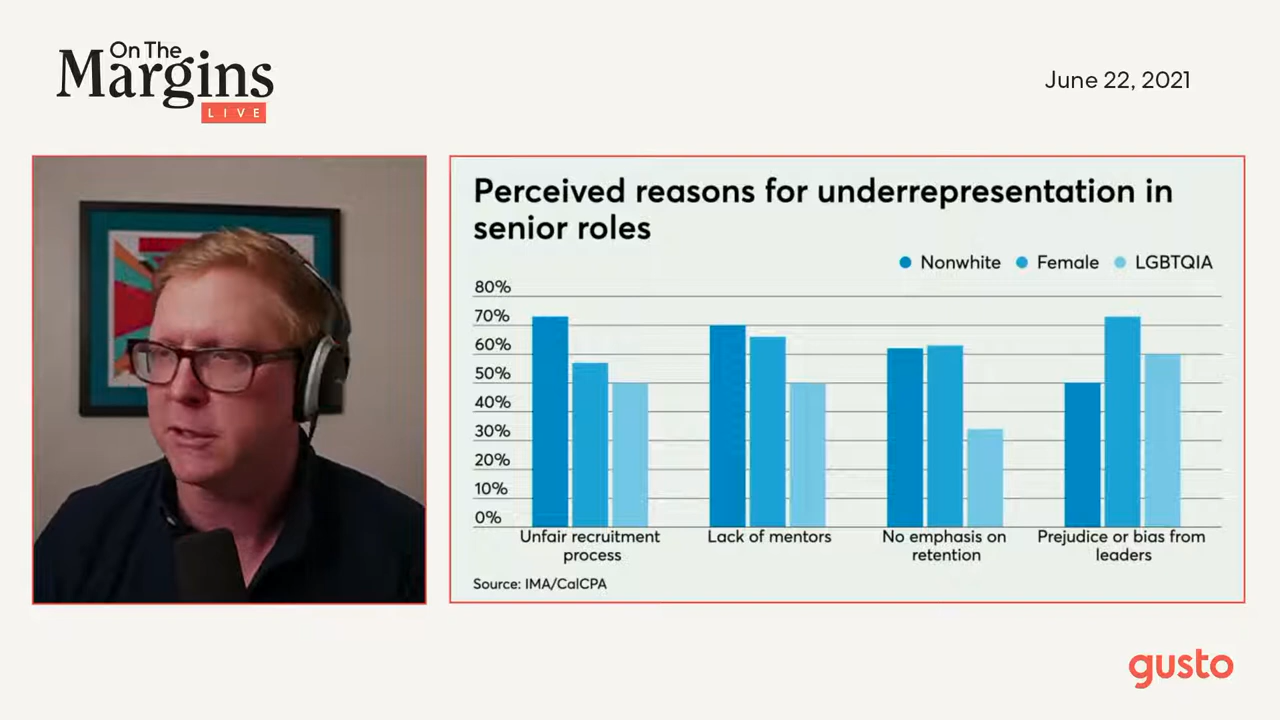 On The
Margins
LIVE
June 22, 2021
Perceived reasons for underrepresentation in
senior roles
Nonwhite Female LGBTQIA
80%
70%
60%
50%
40%
30%
20%
10%
0%
Unfair recruitment
process
Lack of mentors
No emphasis on
retention
Prejudice or bias from
leaders
Source: IMA/CalCPA
gusto